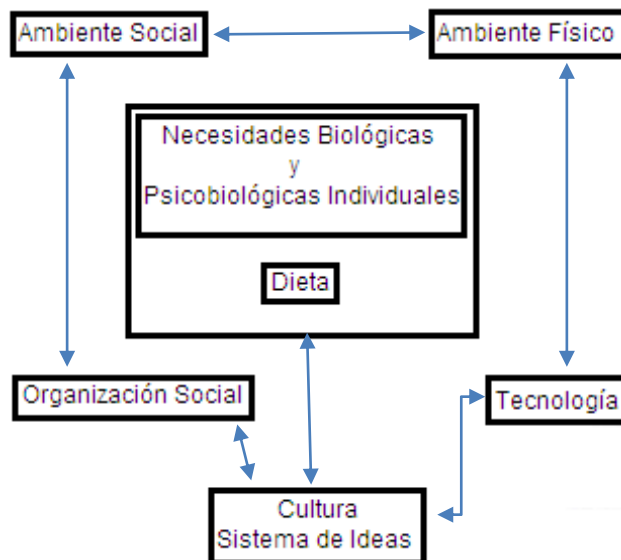 Ambiente Social
Ambiente Físico
Necesidades Biológicas
y
Psicobiológicas Individuales
Dieta
Organización Social
Tecnología
Cultura
Sistema de Ideas